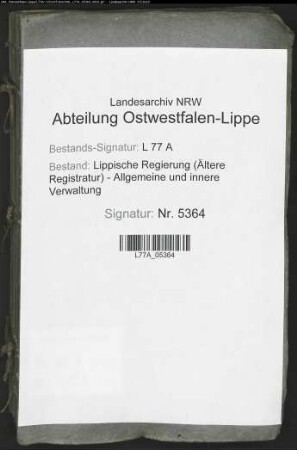 Landesarchiv NRW
Abteilung Ostwestfalen-Lippe
Bestands-Signatur: L 77 A
Bestand: Lippische Regierung (Ältere
Registratur) - Allgemeine und innere
Verwaltung
Signatur: Nr. 5364
L77A_05364